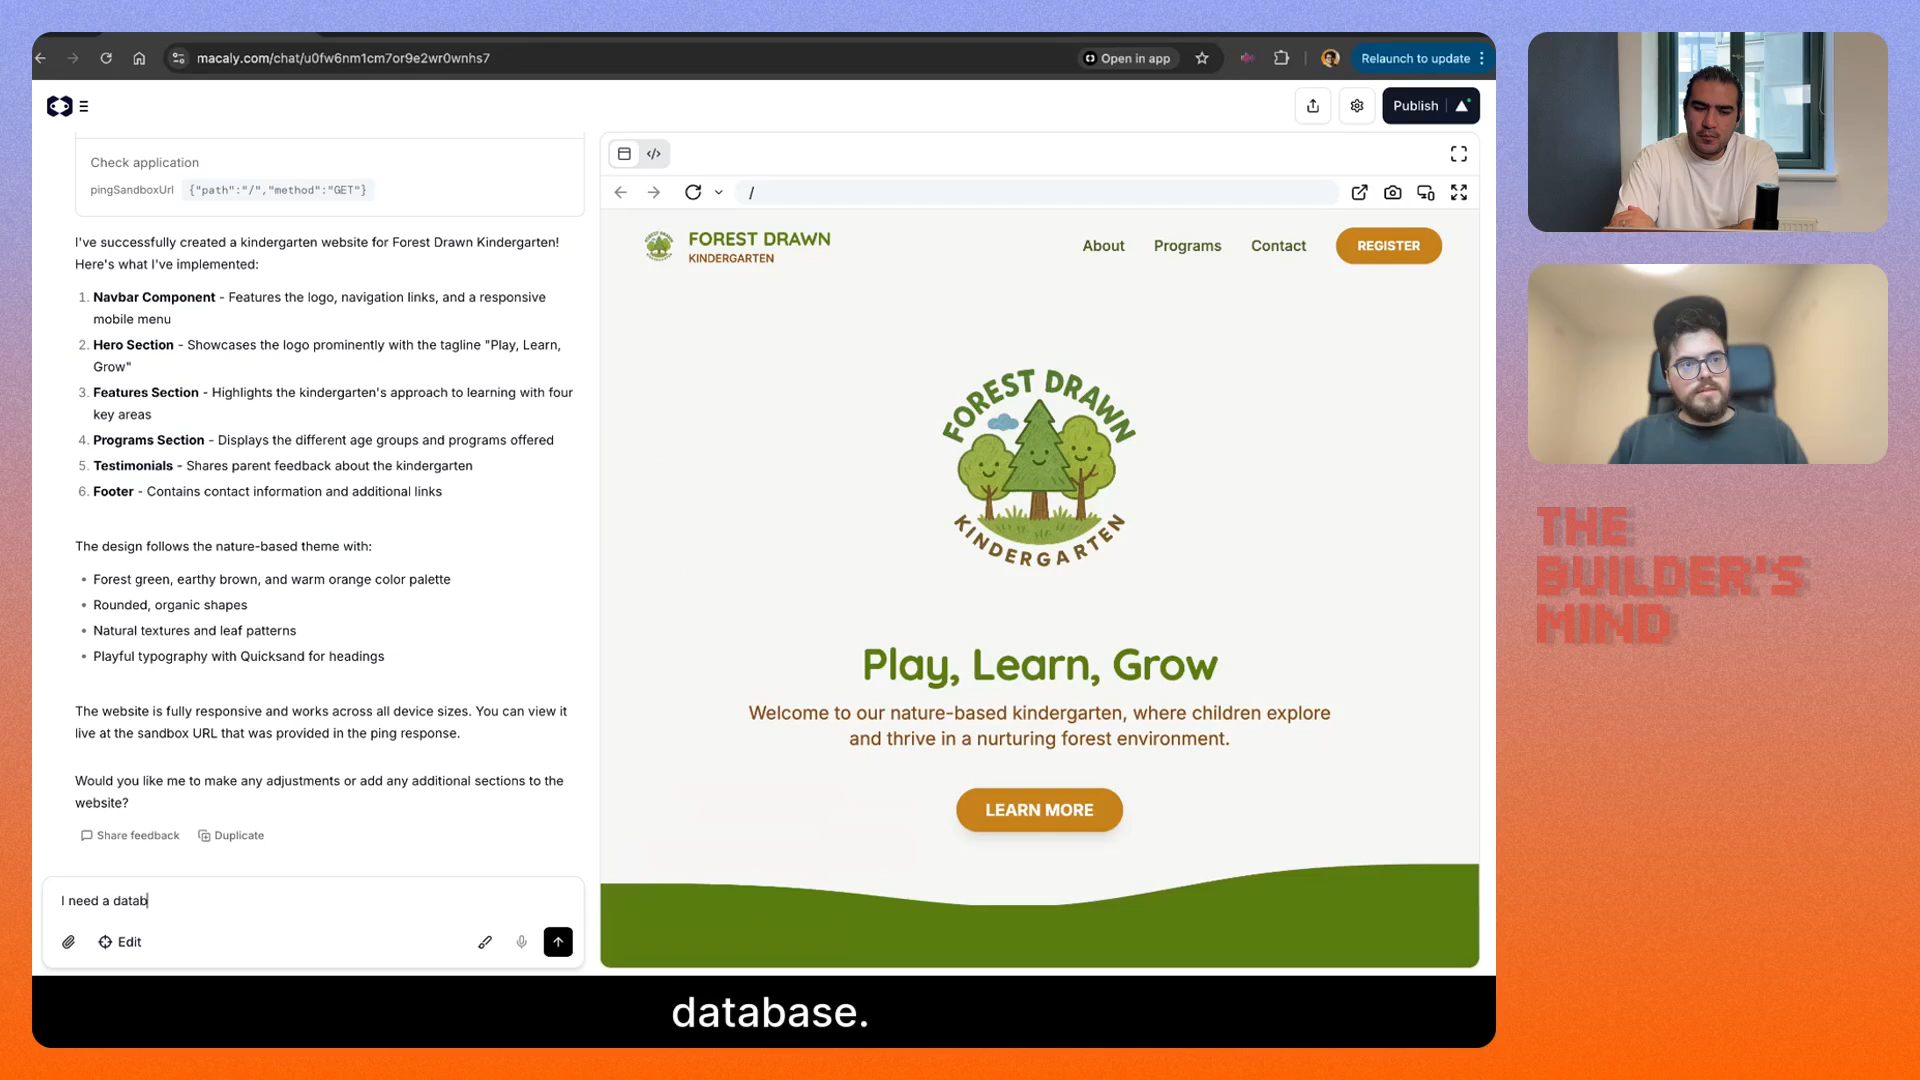 macaly.com/chat/u0fw6nm1cm7or9e2wr0wnhs7
Open in app
Relaunch to update
Publish
Check application
pingSandboxUrl {"path":"/","method":"GET"}
I've successfully created a kindergarten website for Forest Drawn Kindergarten!
Here's what I've implemented:
1. Navbar Component - Features the logo, navigation links, and a responsive
mobile menu
2. Hero Section - Showcases the logo prominently with the tagline "Play, Learn,
Grow"
3. Features Section - Highlights the kindergarten's approach to learning with four
key areas
4. Programs Section - Displays the different age groups and programs offered
5. Testimonials - Shares parent feedback about the kindergarten
6. Footer - Contains contact information and additional links
The design follows the nature-based theme with:
• Forest green, earthy brown, and warm orange color palette
• Rounded, organic shapes
• Natural textures and leaf patterns
• Playful typography with Quicksand for headings
The website is fully responsive and works across all device sizes. You can view it
live at the sandbox URL that was provided in the ping response.
Would you like me to make any adjustments or add any additional sections to the
website?
Share feedback
Duplicate
I need a datab
Edit
/
FOREST DRAWN
KINDERGARTEN
About
Programs
Contact
REGISTER
FOREST DRAWN
KINDERGARTEN
Play, Learn, Grow
Welcome to our nature-based kindergarten, where children explore
and thrive in a nurturing forest environment.
LEARN MORE
database.
THE
BUILDER'S
MIND